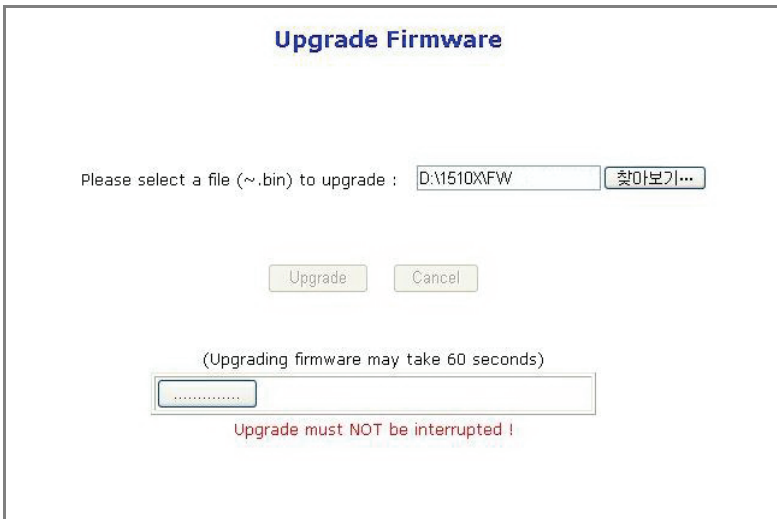 Upgrade Firmware
Please select a file (~.bin) to upgrade : D:\1510X\FW 찾아보기...
Upgrade Cancel
(Upgrading firmware may take 60 seconds)
..............
Upgrade must NOT be interrupted !